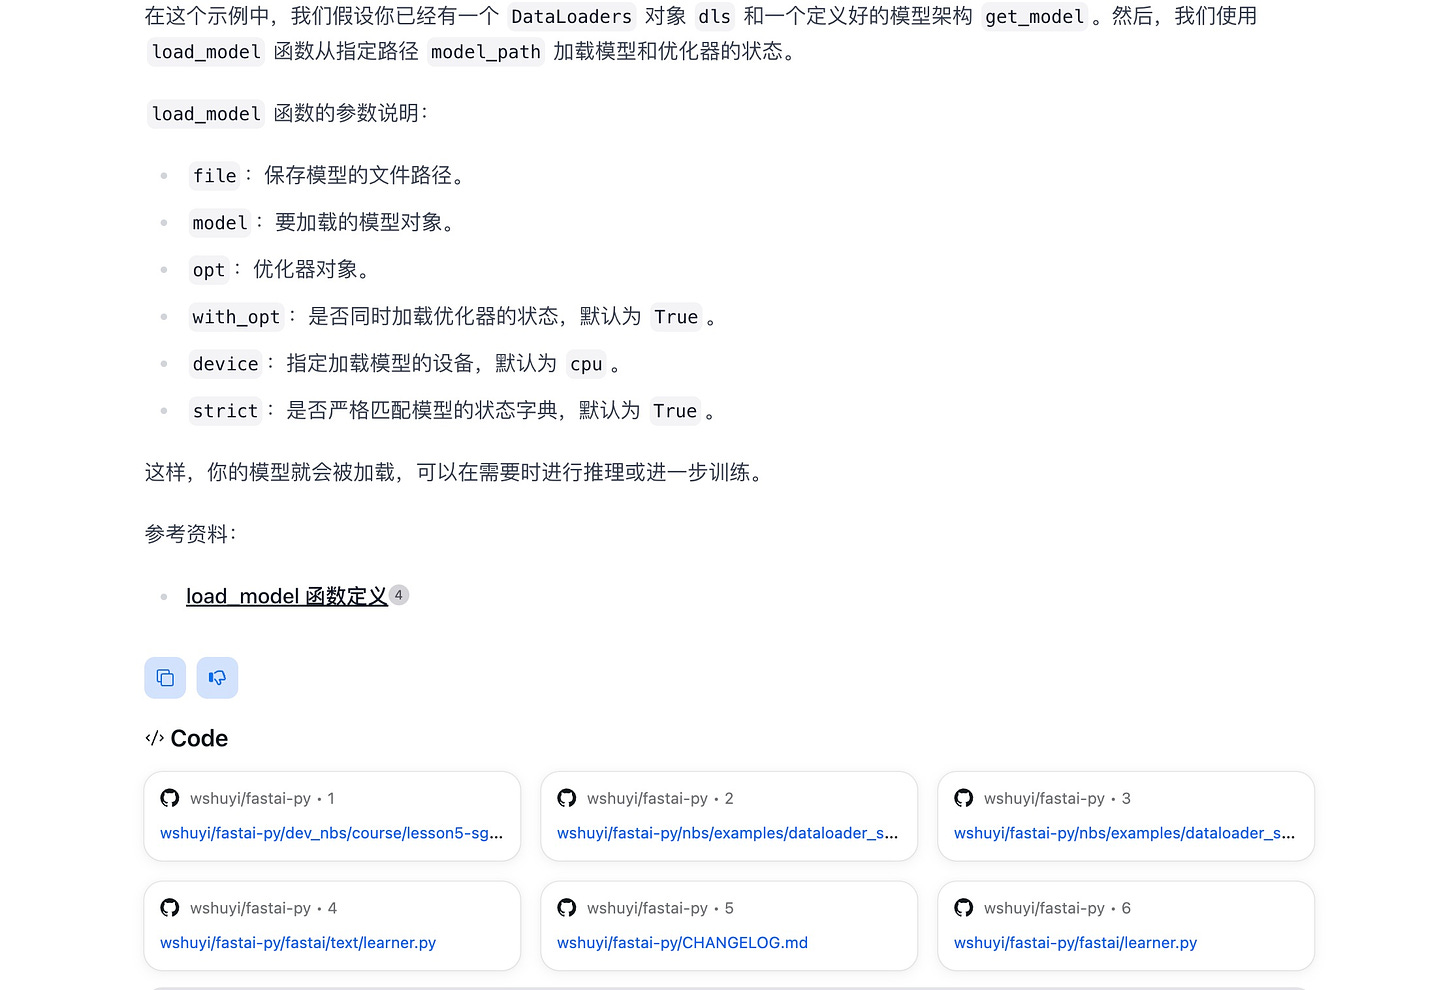 在这个示例中，我们假设你已经有一个 DataLoaders 对象 dls 和一个定义好的模型架构 get_model 。然后，我们使用
load_model 函数从指定路径 model_path 加载模型和优化器的状态。
load_model 函数的参数说明：
• file ： 保存模型的文件路径。
• model ： 要加载的模型对象。
• opt ： 优化器对象。
• with_opt ： 是否同时加载优化器的状态，默认为 True 。
• device ： 指定加载模型的设备，默认为 cpu 。
• strict ： 是否严格匹配模型的状态字典，默认为 True 。
这样，你的模型就会被加载，可以在需要时进行推理或进一步训练。
参考资料：
• load_model 函数定义 4
</> Code
wshuyi/fastai-py • 1
wshuyi/fastai-py/dev_nbs/course/lesson5-sg...
wshuyi/fastai-py • 2
wshuyi/fastai-py/nbs/examples/dataloader_s...
wshuyi/fastai-py • 3
wshuyi/fastai-py/nbs/examples/dataloader_s...
wshuyi/fastai-py • 4
wshuyi/fastai-py/fastai/text/learner.py
wshuyi/fastai-py • 5
wshuyi/fastai-py/CHANGELOG.md
wshuyi/fastai-py • 6
wshuyi/fastai-py/fastai/learner.py